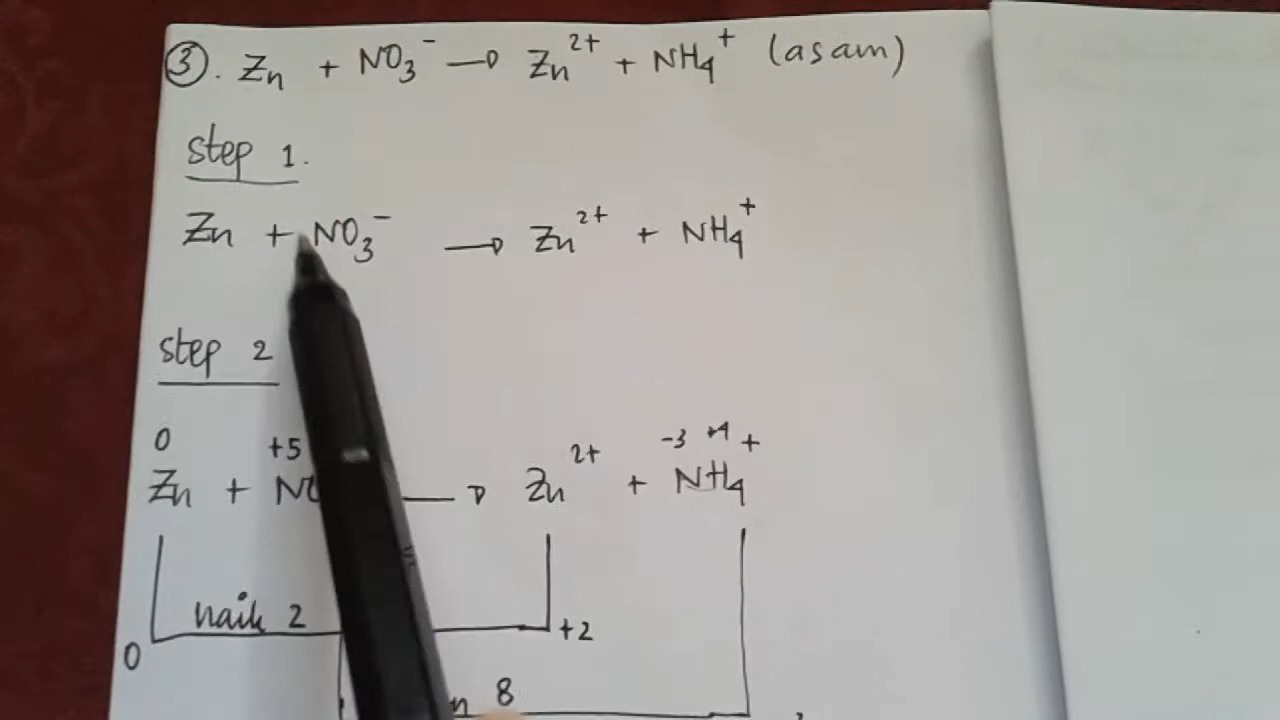 ③. Zn + NO₃⁻ → Zn²⁺ + NH₄⁺ (asam)
step 1.
Zn + NO₃⁻ → Zn²⁺ + NH₄⁺
step 2
0 +5 2+ -3 +4 +
Zn + N → Zn + NH₄
naik 2
0 +2
8